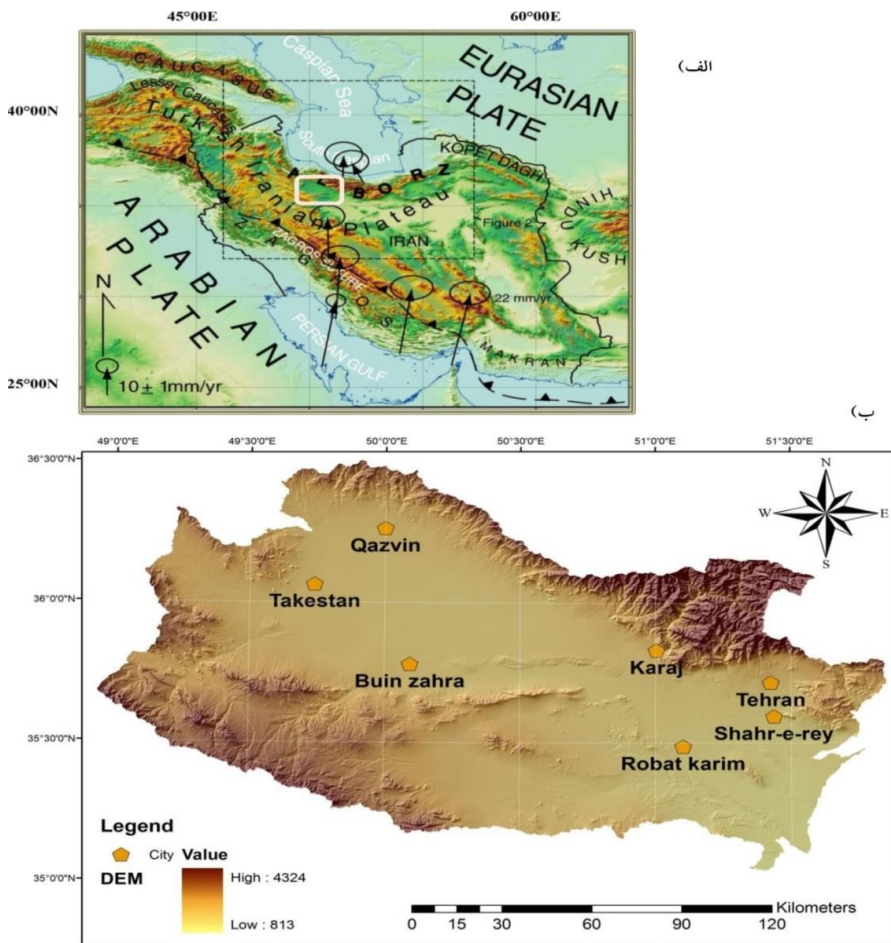 45°00E 60°00E
الف)
40°00N
25°00N
CAUCASUS
Lesser Caucasus
Caspian Sea
EURASIAN
PLATE
South Caspian
Turkish Iranian Plateau
ALBORZ
KOPET DAGH
HINDU KUSH
IRAN
Figure 2
ZAGROS SUTURE
ZAGROS
ARABIAN
PLATE
N
22 mm/yr
PERSIAN GULF
MAKRAN
10 ± 1mm/yr
ب)
49°0'0"E 49°30'0"E 50°0'0"E 50°30'0"E 51°0'0"E 51°30'0"E
36°30'0"N
36°0'0"N
35°30'0"N
35°0'0"N
N
W E
S
Qazvin
Takestan
Buin zahra
Karaj
Tehran
Shahr-e-rey
Robat karim
Legend
City Value
DEM
High : 4324
Low : 813
Kilometers
0 15 30 60 90 120